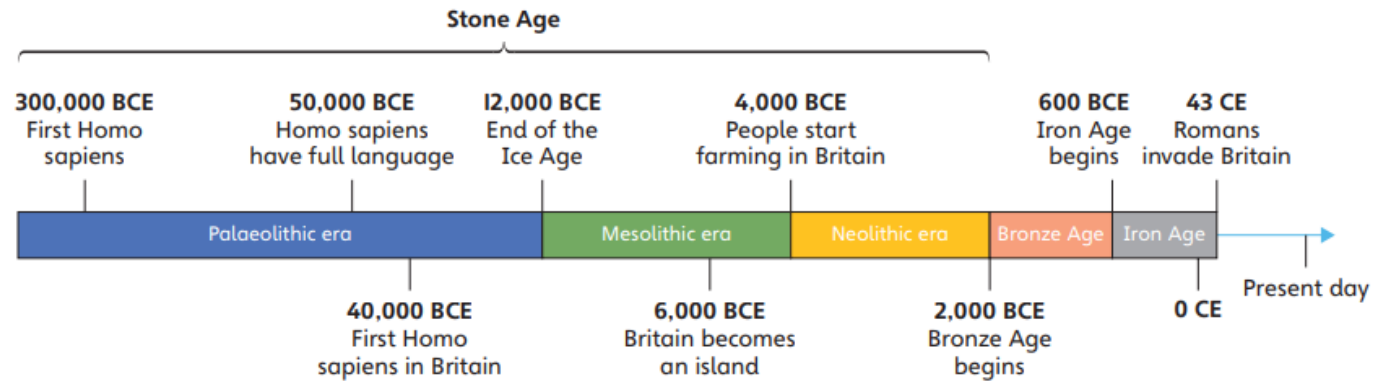 Stone Age
300,000 BCE
First Homo
sapiens
50,000 BCE
Homo sapiens
have full language
12,000 BCE
End of the
Ice Age
4,000 BCE
People start
farming in Britain
600 BCE
Iron Age
begins
43 CE
Romans
invade Britain
Palaeolithic era
Mesolithic era
Neolithic era
Bronze Age
Iron Age
40,000 BCE
First Homo
sapiens in Britain
6,000 BCE
Britain becomes
an island
2,000 BCE
Bronze Age
begins
0 CE
Present day